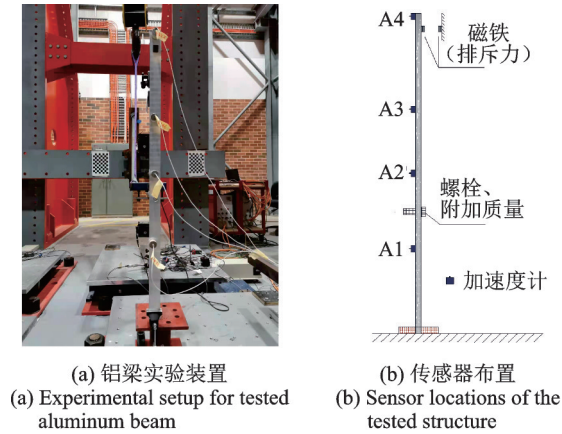 A4
磁铁
（排斥力）
A3
A2
螺栓、
附加质量
A1
加速度计
(a) 铝梁实验装置
(a) Experimental setup for tested
aluminum beam
(b) 传感器布置
(b) Sensor locations of the
tested structure